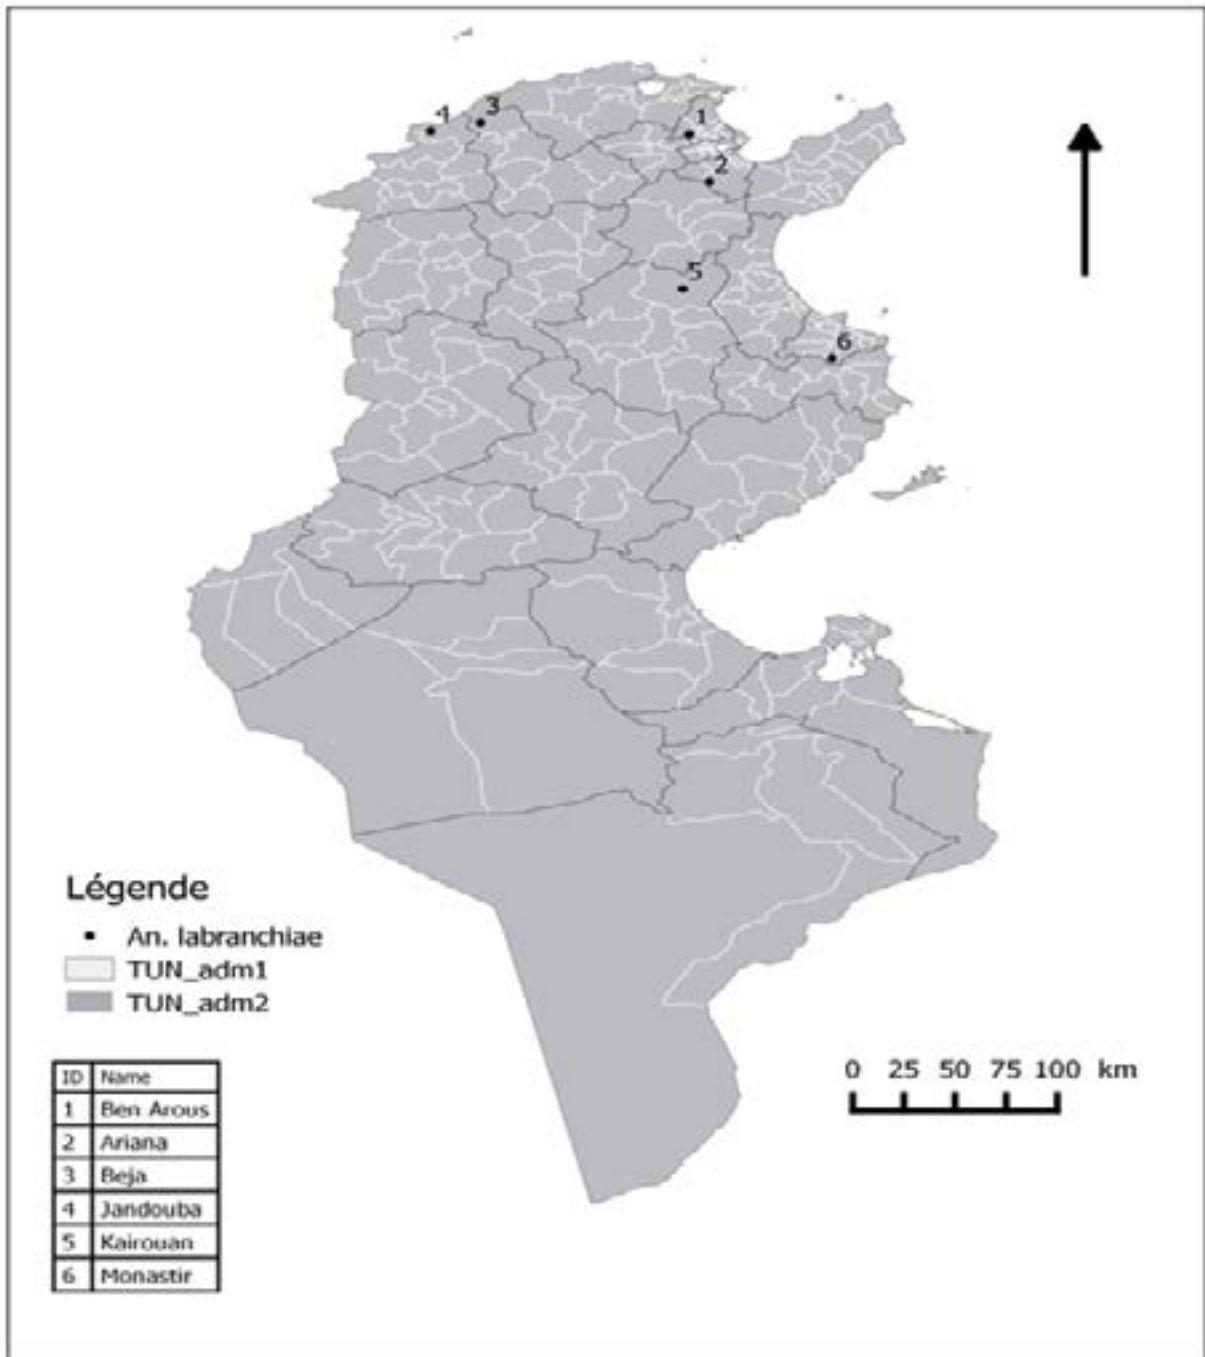 4 3 1
2
5
6
Légende
An. labranchiae
TUN_adm1
TUN_adm2
ID Name
1 Ben Arous
2 Ariana
3 Beja
4 Jandouba
5 Kairouan
6 Monastir
0 25 50 75 100 km